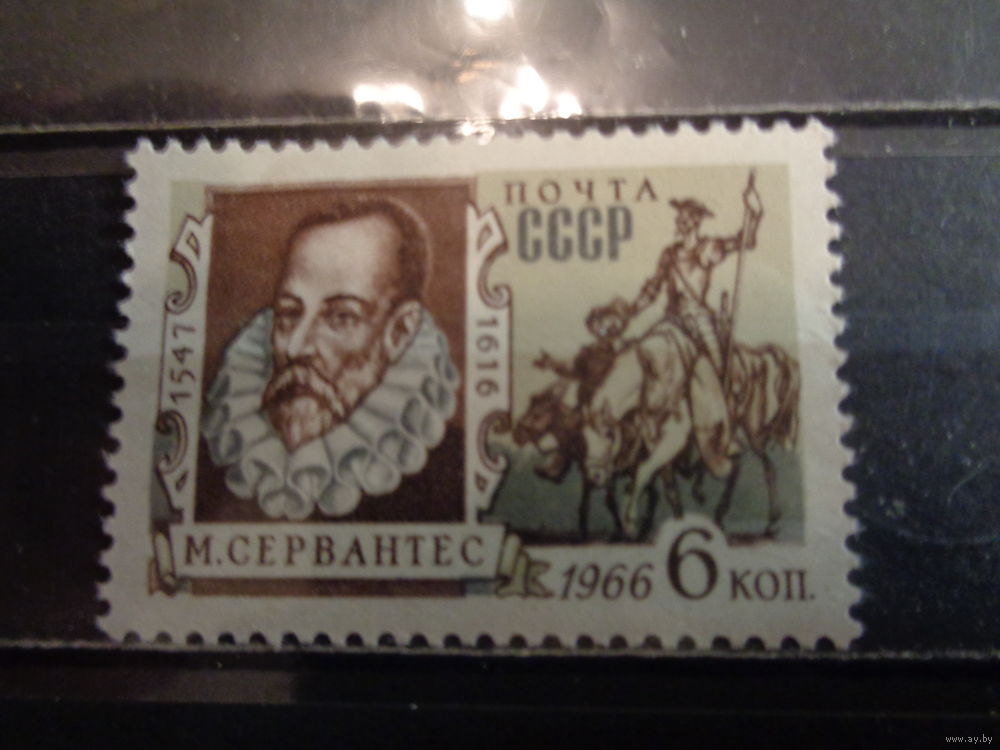 ПОЧТА
СССР
1547
1616
М.СЕРВАНТЕС
1966 6 КОП.
www.ay.by